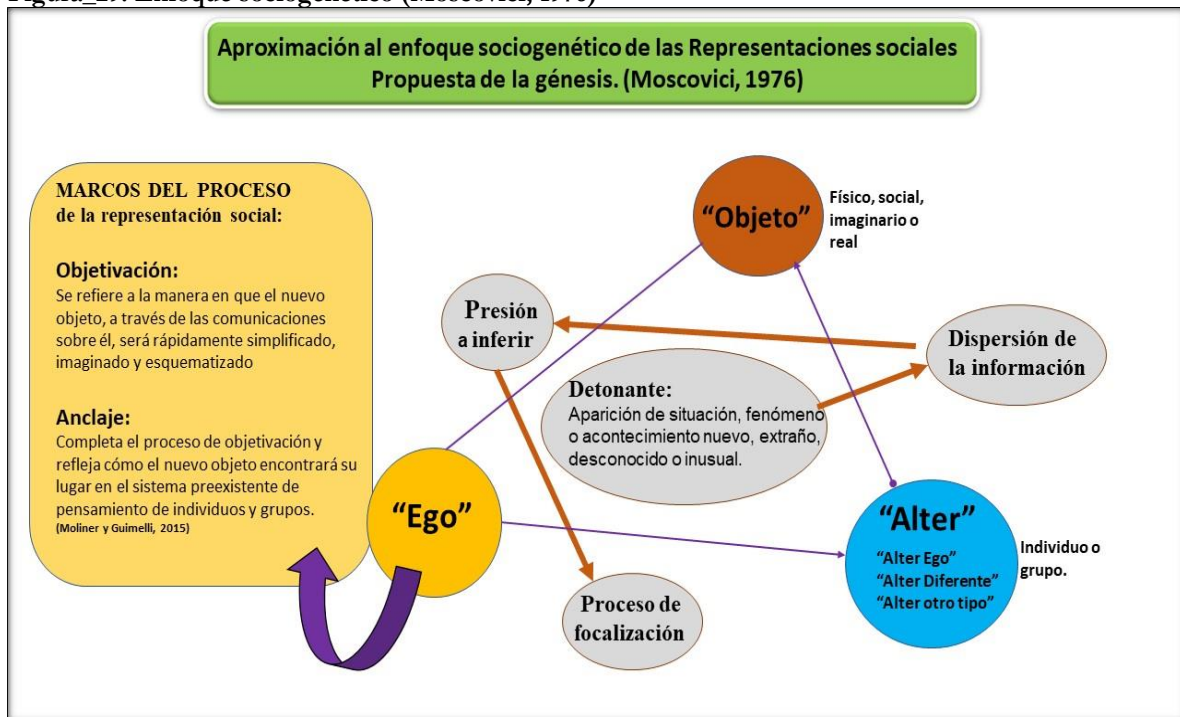 Figura_29. Enfoque sociogenético (Moscovici, 1976)
Aproximación al enfoque sociogenético de las Representaciones sociales
Propuesta de la génesis. (Moscovici, 1976)
MARCOS DEL PROCESO
de la representación social:
Objetivación:
Se refiere a la manera en que el nuevo
objeto, a través de las comunicaciones
sobre él, será rápidamente simplificado,
imaginado y esquematizado
Anclaje:
Completa el proceso de objetivación y
refleja cómo el nuevo objeto encontrará su
lugar en el sistema preexistente de
pensamiento de individuos y grupos.
(Moliner y Guimelli, 2015)
“Objeto”
Físico, social,
imaginario o
real
Presión
a inferir
Dispersión de
la información
Detonante:
Aparición de situación, fenómeno
o acontecimiento nuevo, extraño,
desconocido o inusual.
“Ego”
“Alter”
“Alter Ego”
“Alter Diferente”
“Alter otro tipo”
Individuo o
grupo.
Proceso de
focalización